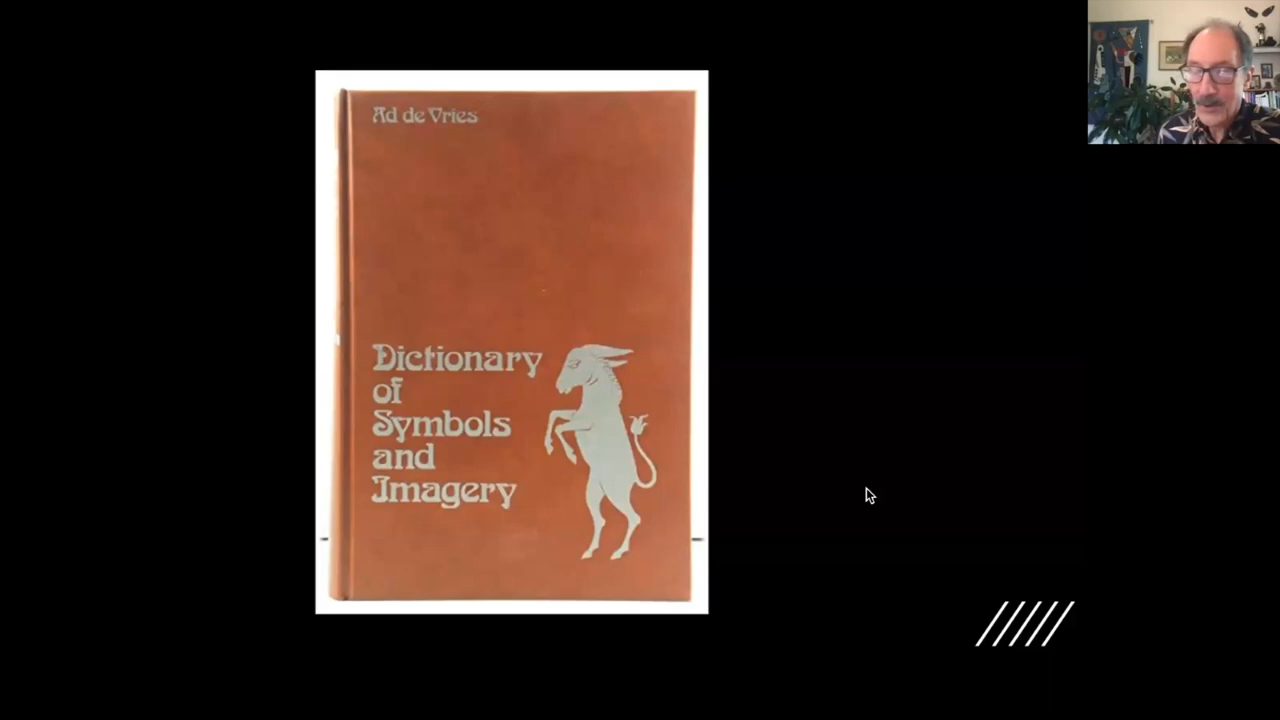 Ad de Vries
Dictionary
of
Symbols
and
Imagery